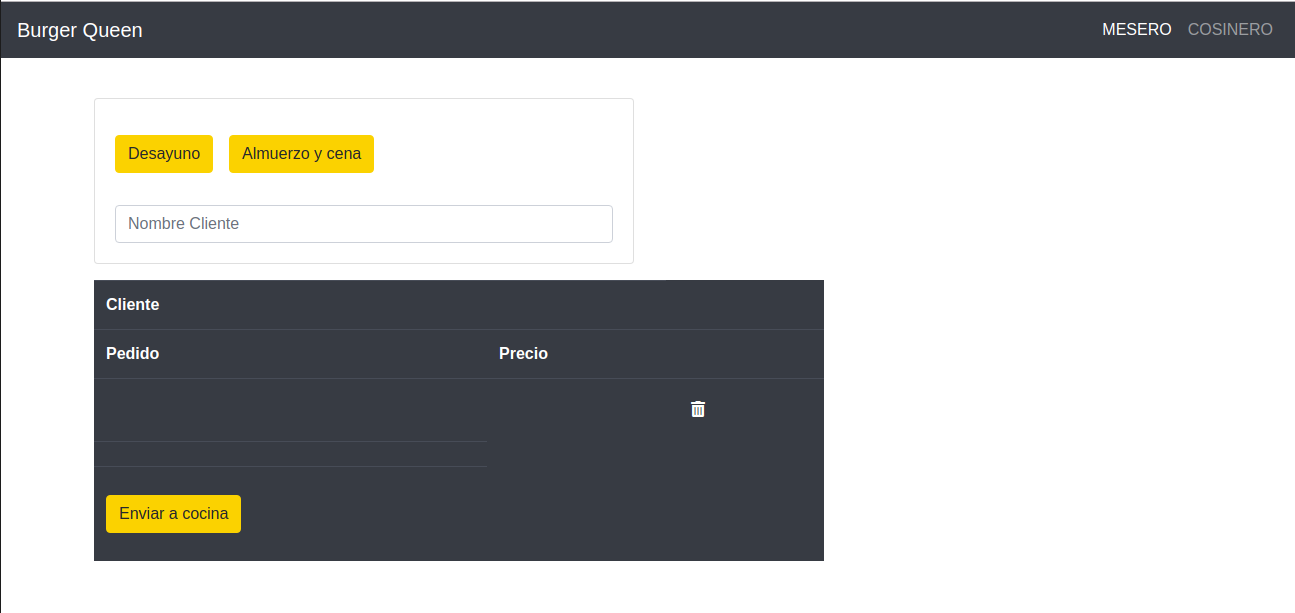 Burger Queen MESERO COSINERO
Desayuno Almuerzo y cena
Nombre Cliente
Cliente
Pedido Precio
Enviar a cocina